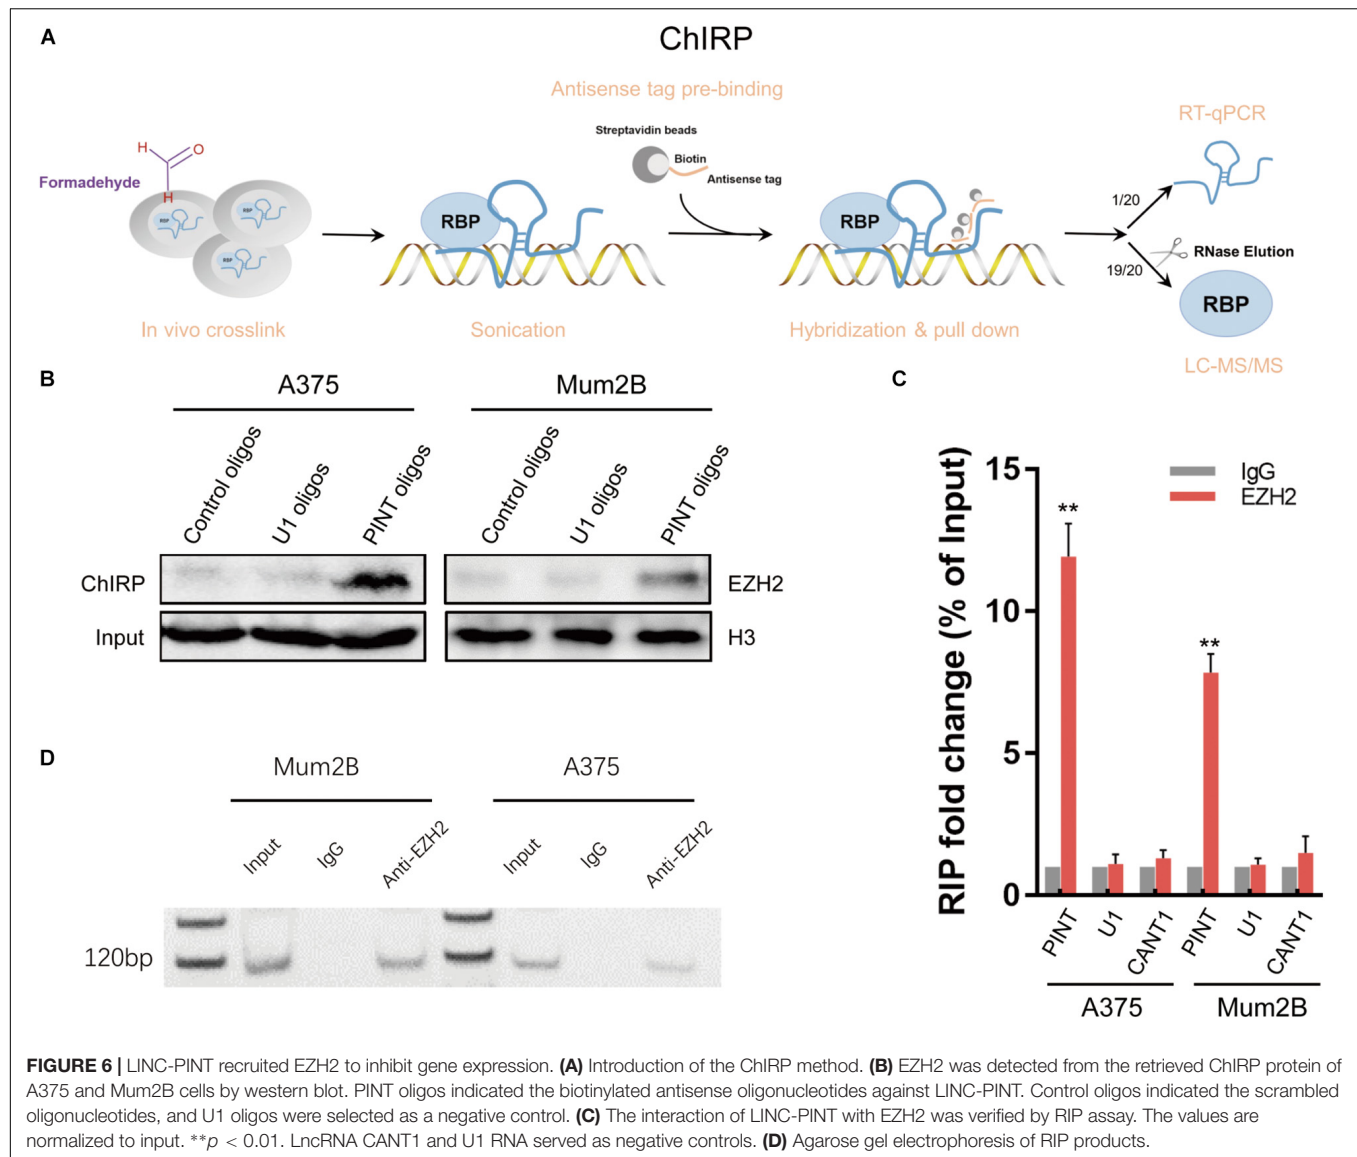 A
ChIRP
Antisense tag pre-binding
RT-qPCR
Streptavidin beads
Biotin
Antisense tag
H
O
H
Formadehyde
RBP
RBP
RBP
RBP
RBP
1/20
RNase Elution
19/20
RBP
In vivo crosslink
Sonication
Hybridization & pull down
LC-MS/MS
B
A375
Mum2B
Control oligos
U1 oligos
PINT oligos
Control oligos
U1 oligos
PINT oligos
ChIRP
EZH2
Input
H3
C
RIP fold change (% of Input)
15
10
5
0
IgG
EZH2
**
**
PINT
U1
CANT1
PINT
U1
CANT1
A375
Mum2B
D
Mum2B
A375
Input
IgG
Anti-EZH2
Input
IgG
Anti-EZH2
120bp
FIGURE 6 | LINC-PINT recruited EZH2 to inhibit gene expression. (A) Introduction of the ChIRP method. (B) EZH2 was detected from the retrieved ChIRP protein of
A375 and Mum2B cells by western blot. PINT oligos indicated the biotinylated antisense oligonucleotides against LINC-PINT. Control oligos indicated the scrambled
oligonucleotides, and U1 oligos were selected as a negative control. (C) The interaction of LINC-PINT with EZH2 was verified by RIP assay. The values are
normalized to input. **p < 0.01. LncRNA CANT1 and U1 RNA served as negative controls. (D) Agarose gel electrophoresis of RIP products.